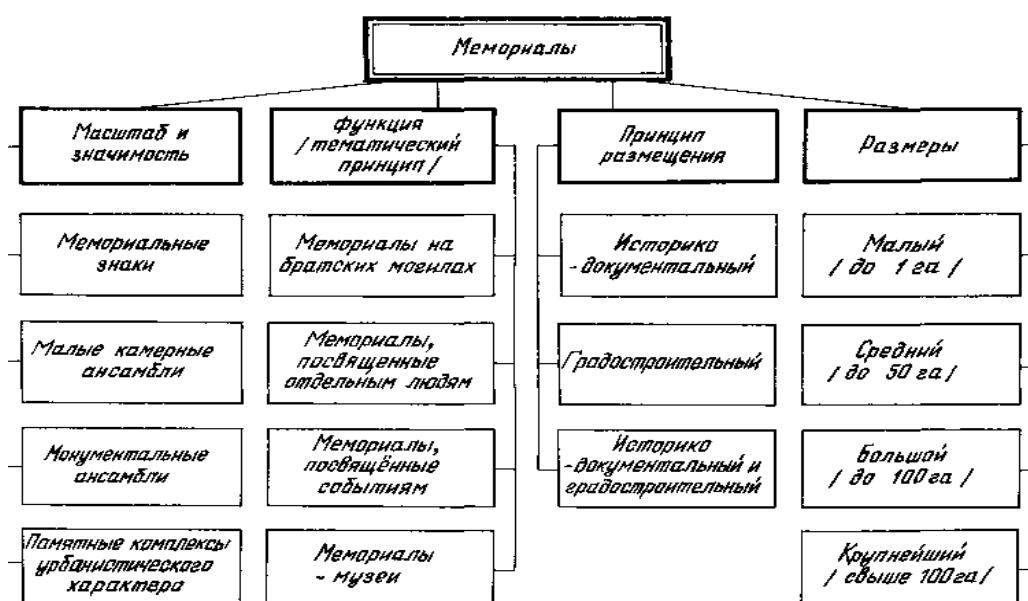 Мемориалы
Масштаб и
значимость
функция
/тематический
принцип/
Принцип
размещения
Размеры
Мемориальные
знаки
Мемориалы на
братских могилах
Историко
-документальный
Малый
/ до 1 га /
Малые камерные
ансамбли
Мемориалы,
посвященные
отдельным людям
Градостроительный
Средний
/ до 50 га/
Монументальные
ансамбли
Мемориалы,
посвящённые
событиям
Историко
-документальный и
градостроительный
Большой
/ до 100 га /
Памятные комплексы
урбанистического
характера
Мемориалы
- музеи
Крупнейший
/ свыше 100 га/